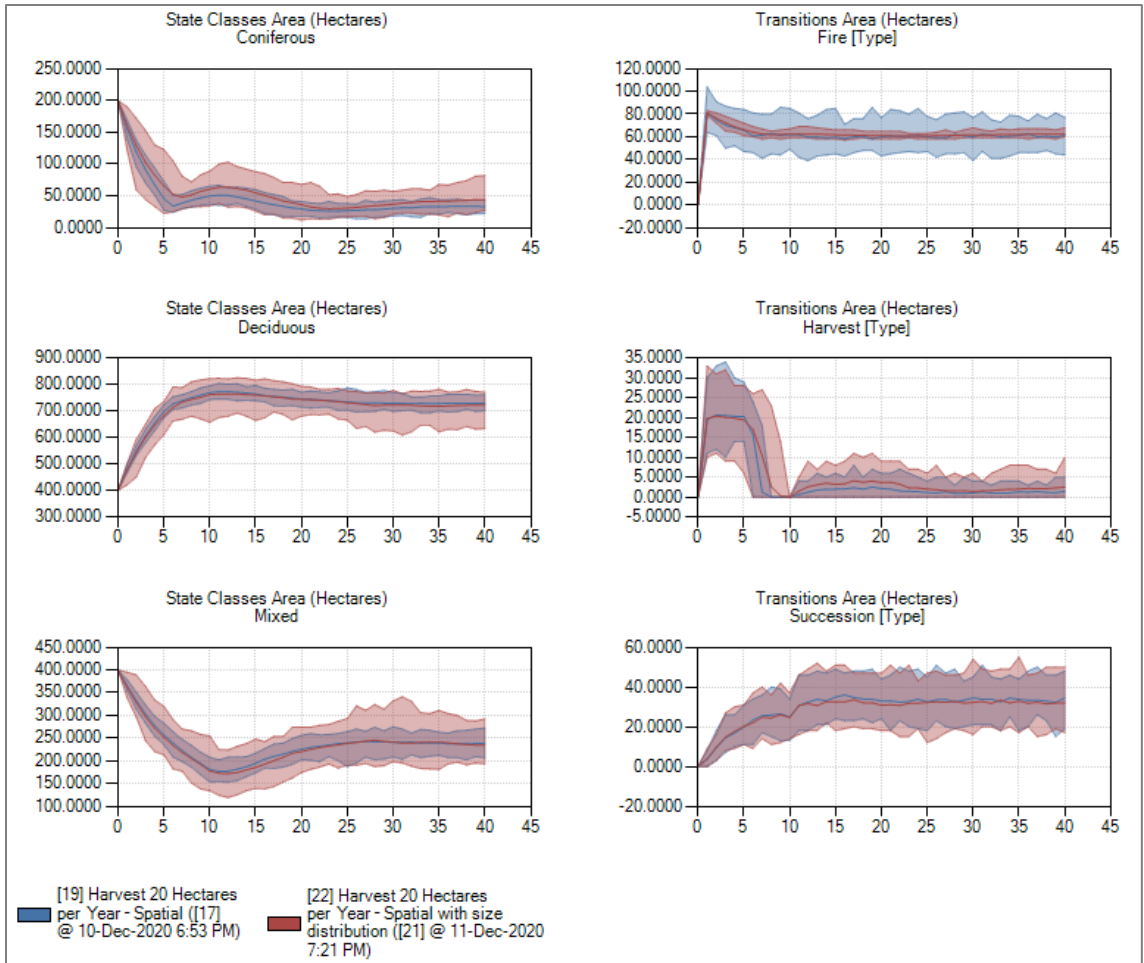 State Classes Area (Hectares)
Coniferous
250.0000
200.0000
150.0000
100.0000
50.0000
0.0000
0 5 10 15 20 25 30 35 40 45
Transitions Area (Hectares)
Fire [Type]
120.0000
100.0000
80.0000
60.0000
40.0000
20.0000
0.0000
-20.0000
0 5 10 15 20 25 30 35 40 45
State Classes Area (Hectares)
Deciduous
900.0000
800.0000
700.0000
600.0000
500.0000
400.0000
300.0000
0 5 10 15 20 25 30 35 40 45
Transitions Area (Hectares)
Harvest [Type]
35.0000
30.0000
25.0000
20.0000
15.0000
10.0000
5.0000
0.0000
-5.0000
0 5 10 15 20 25 30 35 40 45
State Classes Area (Hectares)
Mixed
450.0000
400.0000
350.0000
300.0000
250.0000
200.0000
150.0000
100.0000
0 5 10 15 20 25 30 35 40 45
Transitions Area (Hectares)
Succession [Type]
60.0000
40.0000
20.0000
0.0000
-20.0000
0 5 10 15 20 25 30 35 40 45
[19] Harvest 20 Hectares
per Year - Spatial ([17]
@ 10-Dec-2020 6:53 PM)
[22] Harvest 20 Hectares
per Year - Spatial with size
distribution ([21] @ 11-Dec-2020
7:21 PM)